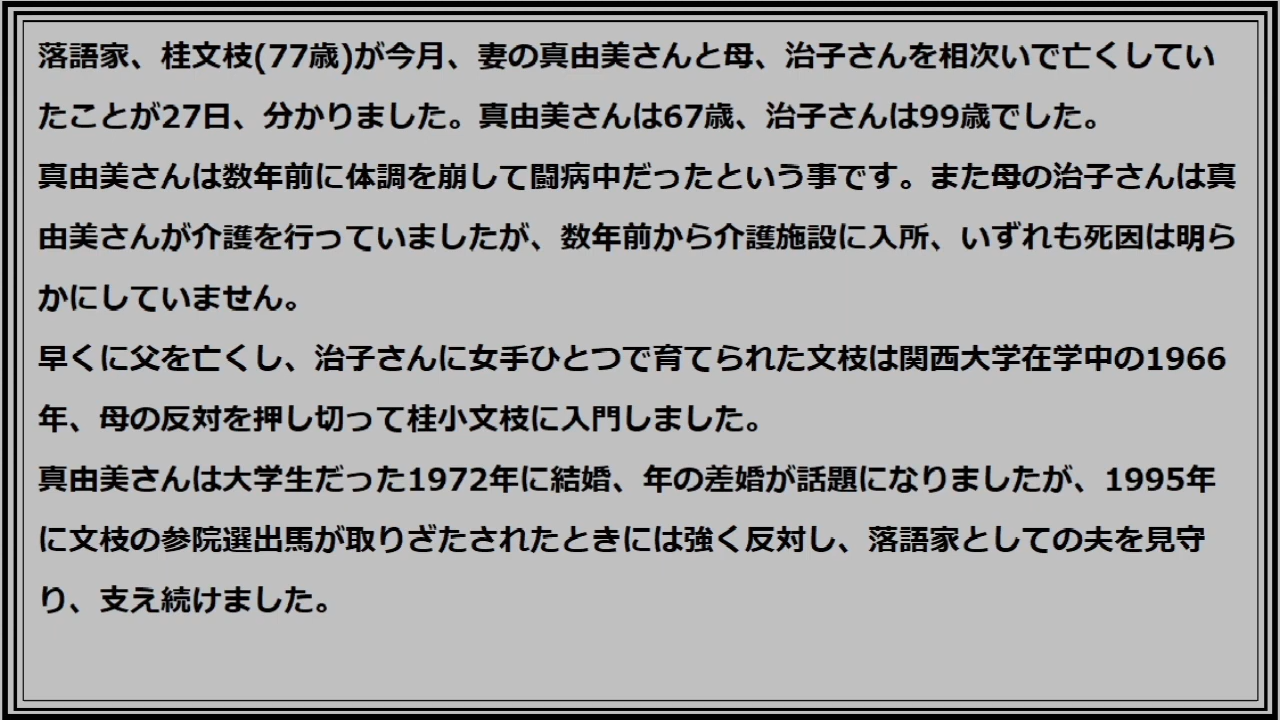 落語家、桂文枝(77歳)が今月、妻の真由美さんと母、治子さんを相次いで亡くしてい
たことが27日、分かりました。真由美さんは67歳、治子さんは99歳でした。
真由美さんは数年前に体調を崩して闘病中だったという事です。また母の治子さんは真
由美さんが介護を行っていましたが、数年前から介護施設に入所、いずれも死因は明ら
かにしていません。
早くに父を亡くし、治子さんに女手ひとつで育てられた文枝は関西大学在学中の1966
年、母の反対を押し切って桂小文枝に入門しました。
真由美さんは大学生だった1972年に結婚、年の差婚が話題になりましたが、1995年
に文枝の参院選出馬が取りざたされたときには強く反対し、落語家としての夫を見守
り、支え続けました。